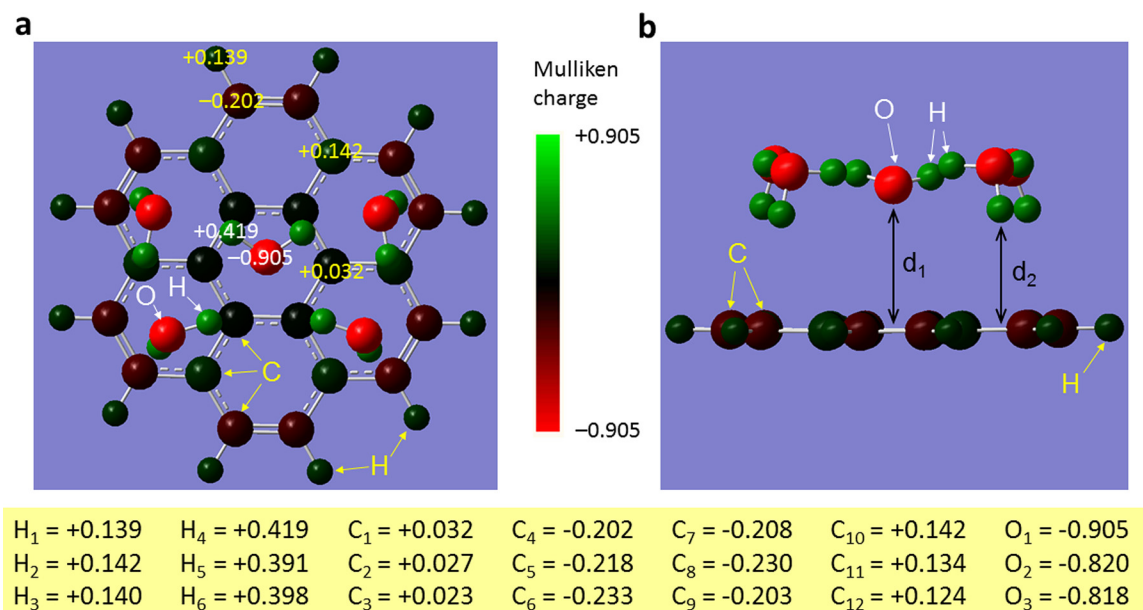 a
+0.139
−0.202
+0.142
+0.419
−0.905
+0.032
O
H
C
H
Mulliken
charge
+0.905
−0.905
b
O
H
C
d₁
d₂
H
H₁ = +0.139 H₄ = +0.419 C₁ = +0.032 C₄ = -0.202 C₇ = -0.208 C₁₀ = +0.142 O₁ = -0.905
H₂ = +0.142 H₅ = +0.391 C₂ = +0.027 C₅ = -0.218 C₈ = -0.230 C₁₁ = +0.134 O₂ = -0.820
H₃ = +0.140 H₆ = +0.398 C₃ = +0.023 C₆ = -0.233 C₉ = -0.203 C₁₂ = +0.124 O₃ = -0.818